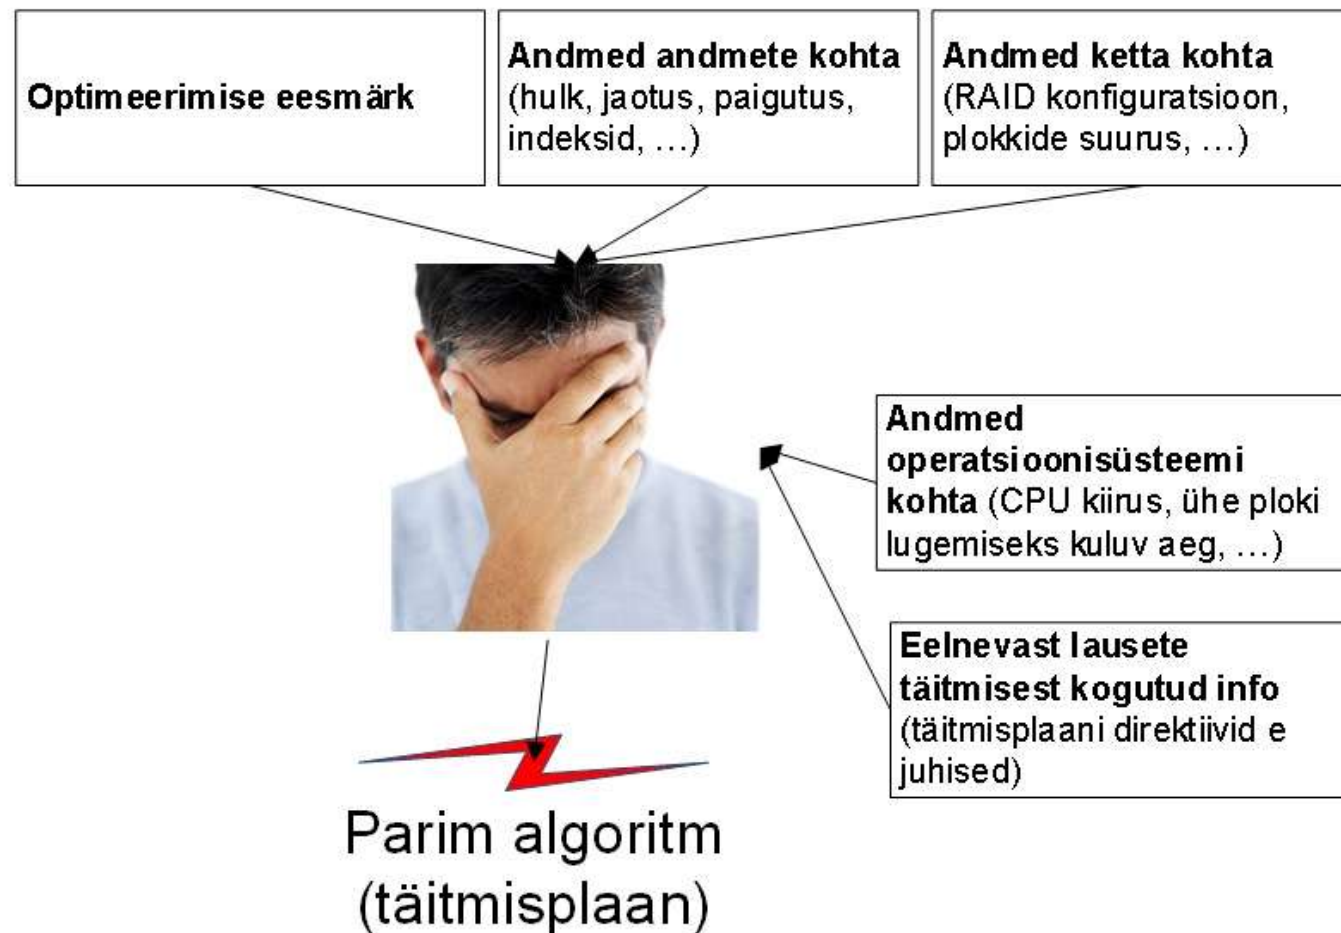 Optimeerimise eesmärk
Andmed andmete kohta
(hulk, jaotus, paigutus,
indeksid, …)
Andmed ketta kohta
(RAID konfiguratsioon,
plokkide suurus, …)
Andmed
operatsioonisüsteemi
kohta (CPU kiirus, ühe ploki
lugemiseks kuluv aeg, …)
Eelnevast lausete
täitmisest kogutud info
(täitmisplaani direktiivid e
juhised)
Parim algoritm
(täitmisplaan)